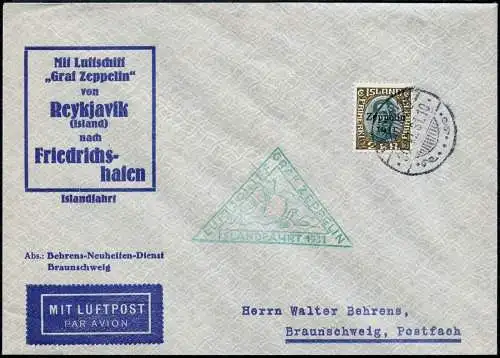 Mit Luftschiff
„Graf Zeppelin"
von
Reykjavik
(Island)
nach
Friedrichs-
hafen
Islandfahrt
Abs.: Behrens-Neuheiten-Dienst
Braunschweig
MIT LUFTPOST
PAR AVION
ISLAND
Zeppelin
1931
LUFTSCHIFF GRAF ZEPPELIN
ISLANDFAHRT 1931
Herrn Walter Behrens,
Braunschweig, Postfach